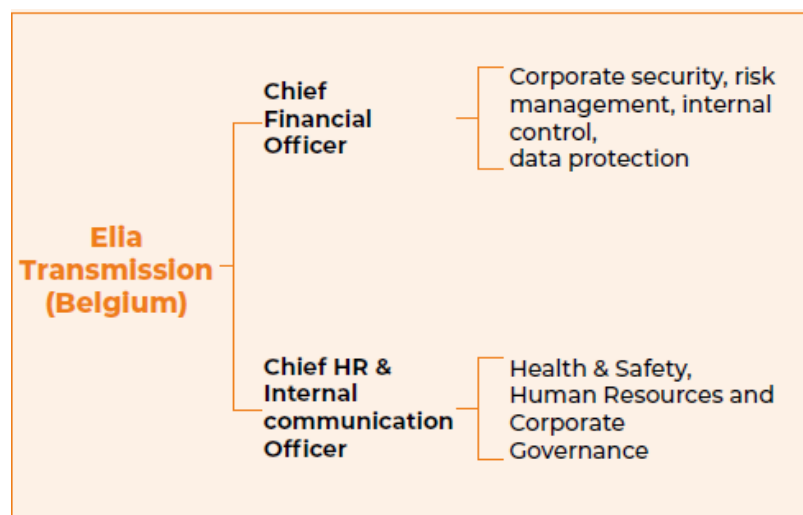 Elia
Transmission
(Belgium)
Chief
Financial
Officer
Corporate security, risk
management, internal
control,
data protection
Chief HR &
Internal
communication
Officer
Health & Safety,
Human Resources and
Corporate
Governance